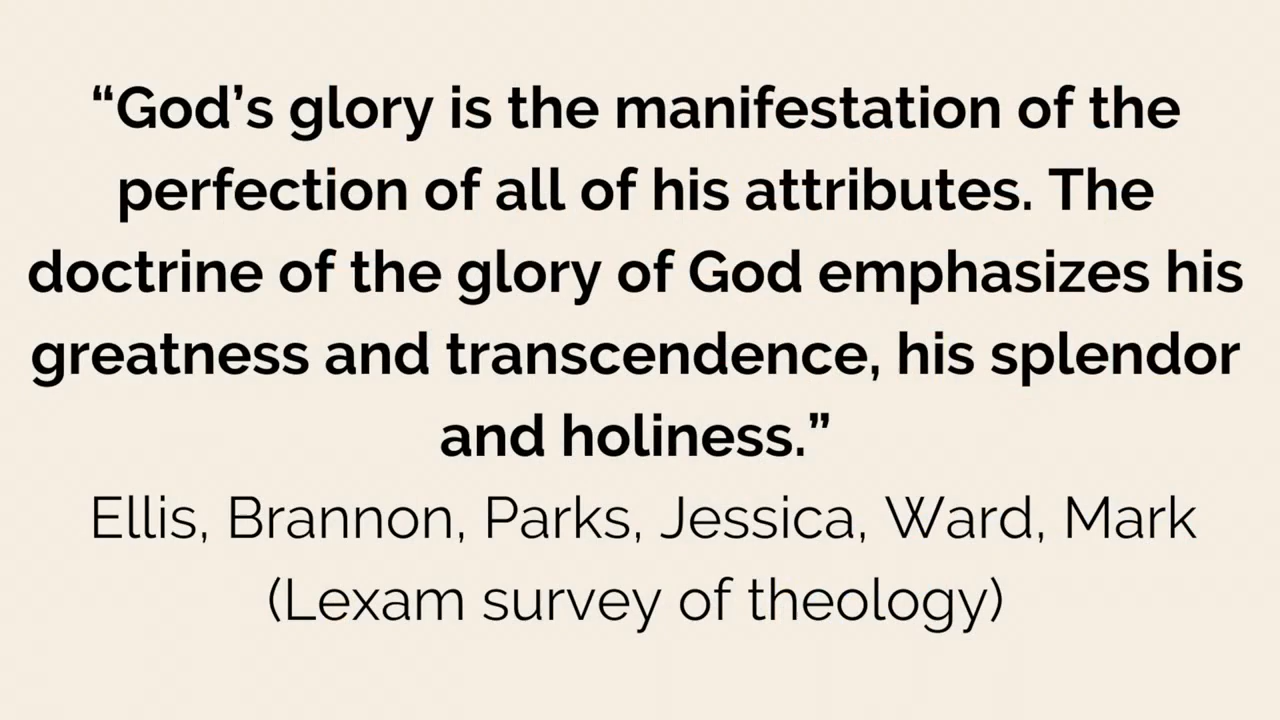 “God’s glory is the manifestation of the
perfection of all of his attributes. The
doctrine of the glory of God emphasizes his
greatness and transcendence, his splendor
and holiness.”
Ellis, Brannon, Parks, Jessica, Ward, Mark
(Lexam survey of theology)